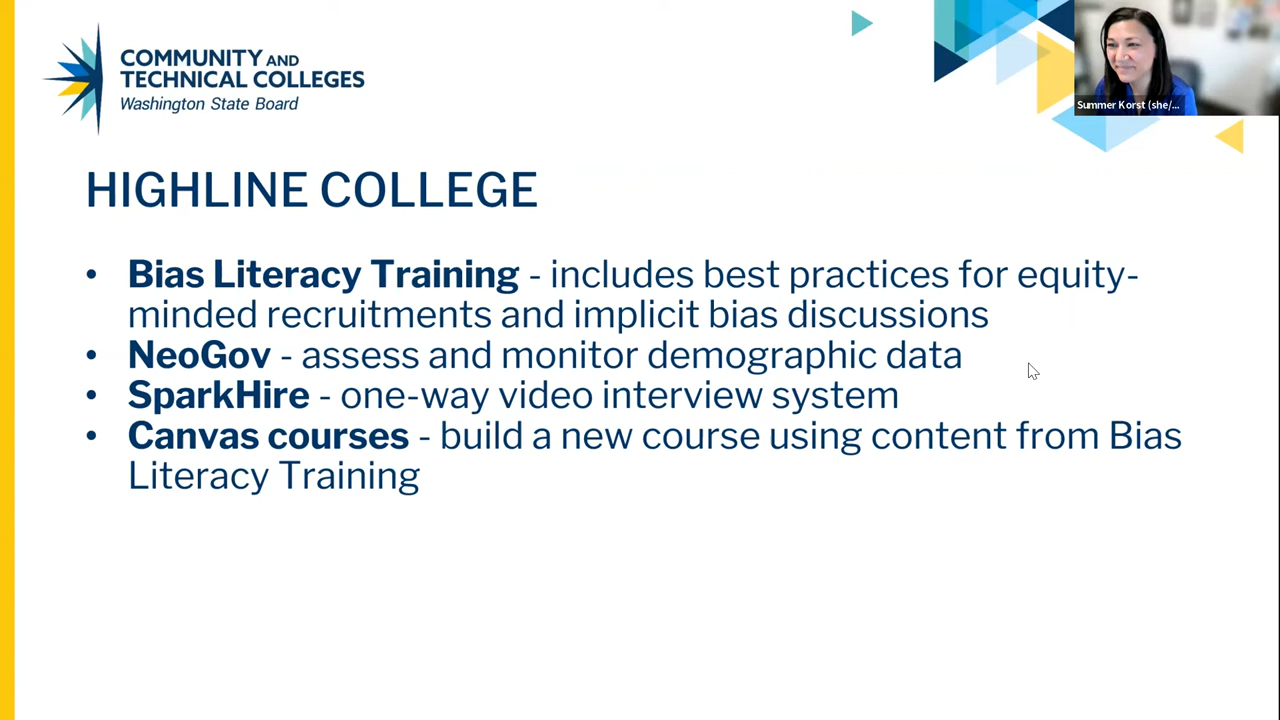 COMMUNITY AND
TECHNICAL COLLEGES
Washington State Board
Summer Korst (she/...
HIGHLINE COLLEGE
• Bias Literacy Training - includes best practices for equity-
minded recruitments and implicit bias discussions
• NeoGov - assess and monitor demographic data
• SparkHire - one-way video interview system
• Canvas courses - build a new course using content from Bias
Literacy Training